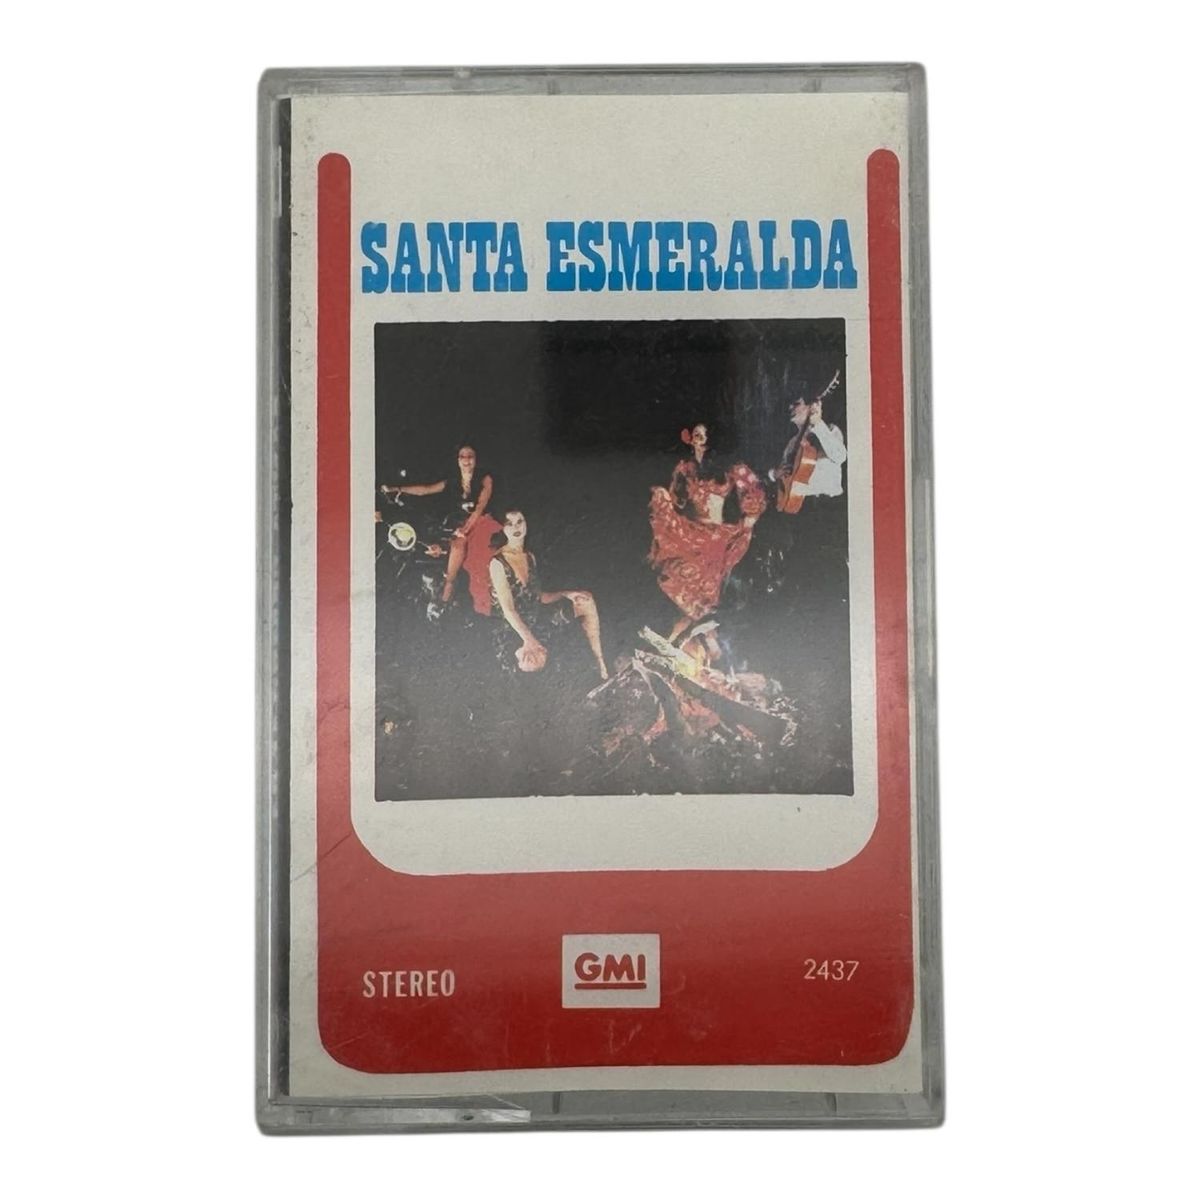 SANTA ESMERALDA
STEREO
GMI
2437